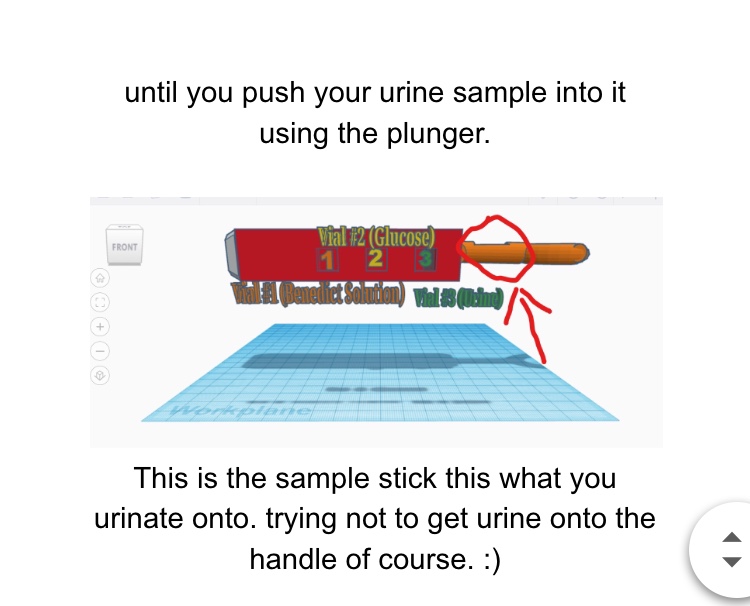 until you push your urine sample into it
using the plunger.
FRONT
Vial #2 (Glucose)
1 2 3
Vial #1 (Benedict Solution) Vial #3 (Urine)
Workplane
This is the sample stick this what you
urinate onto. trying not to get urine onto the
handle of course. :)